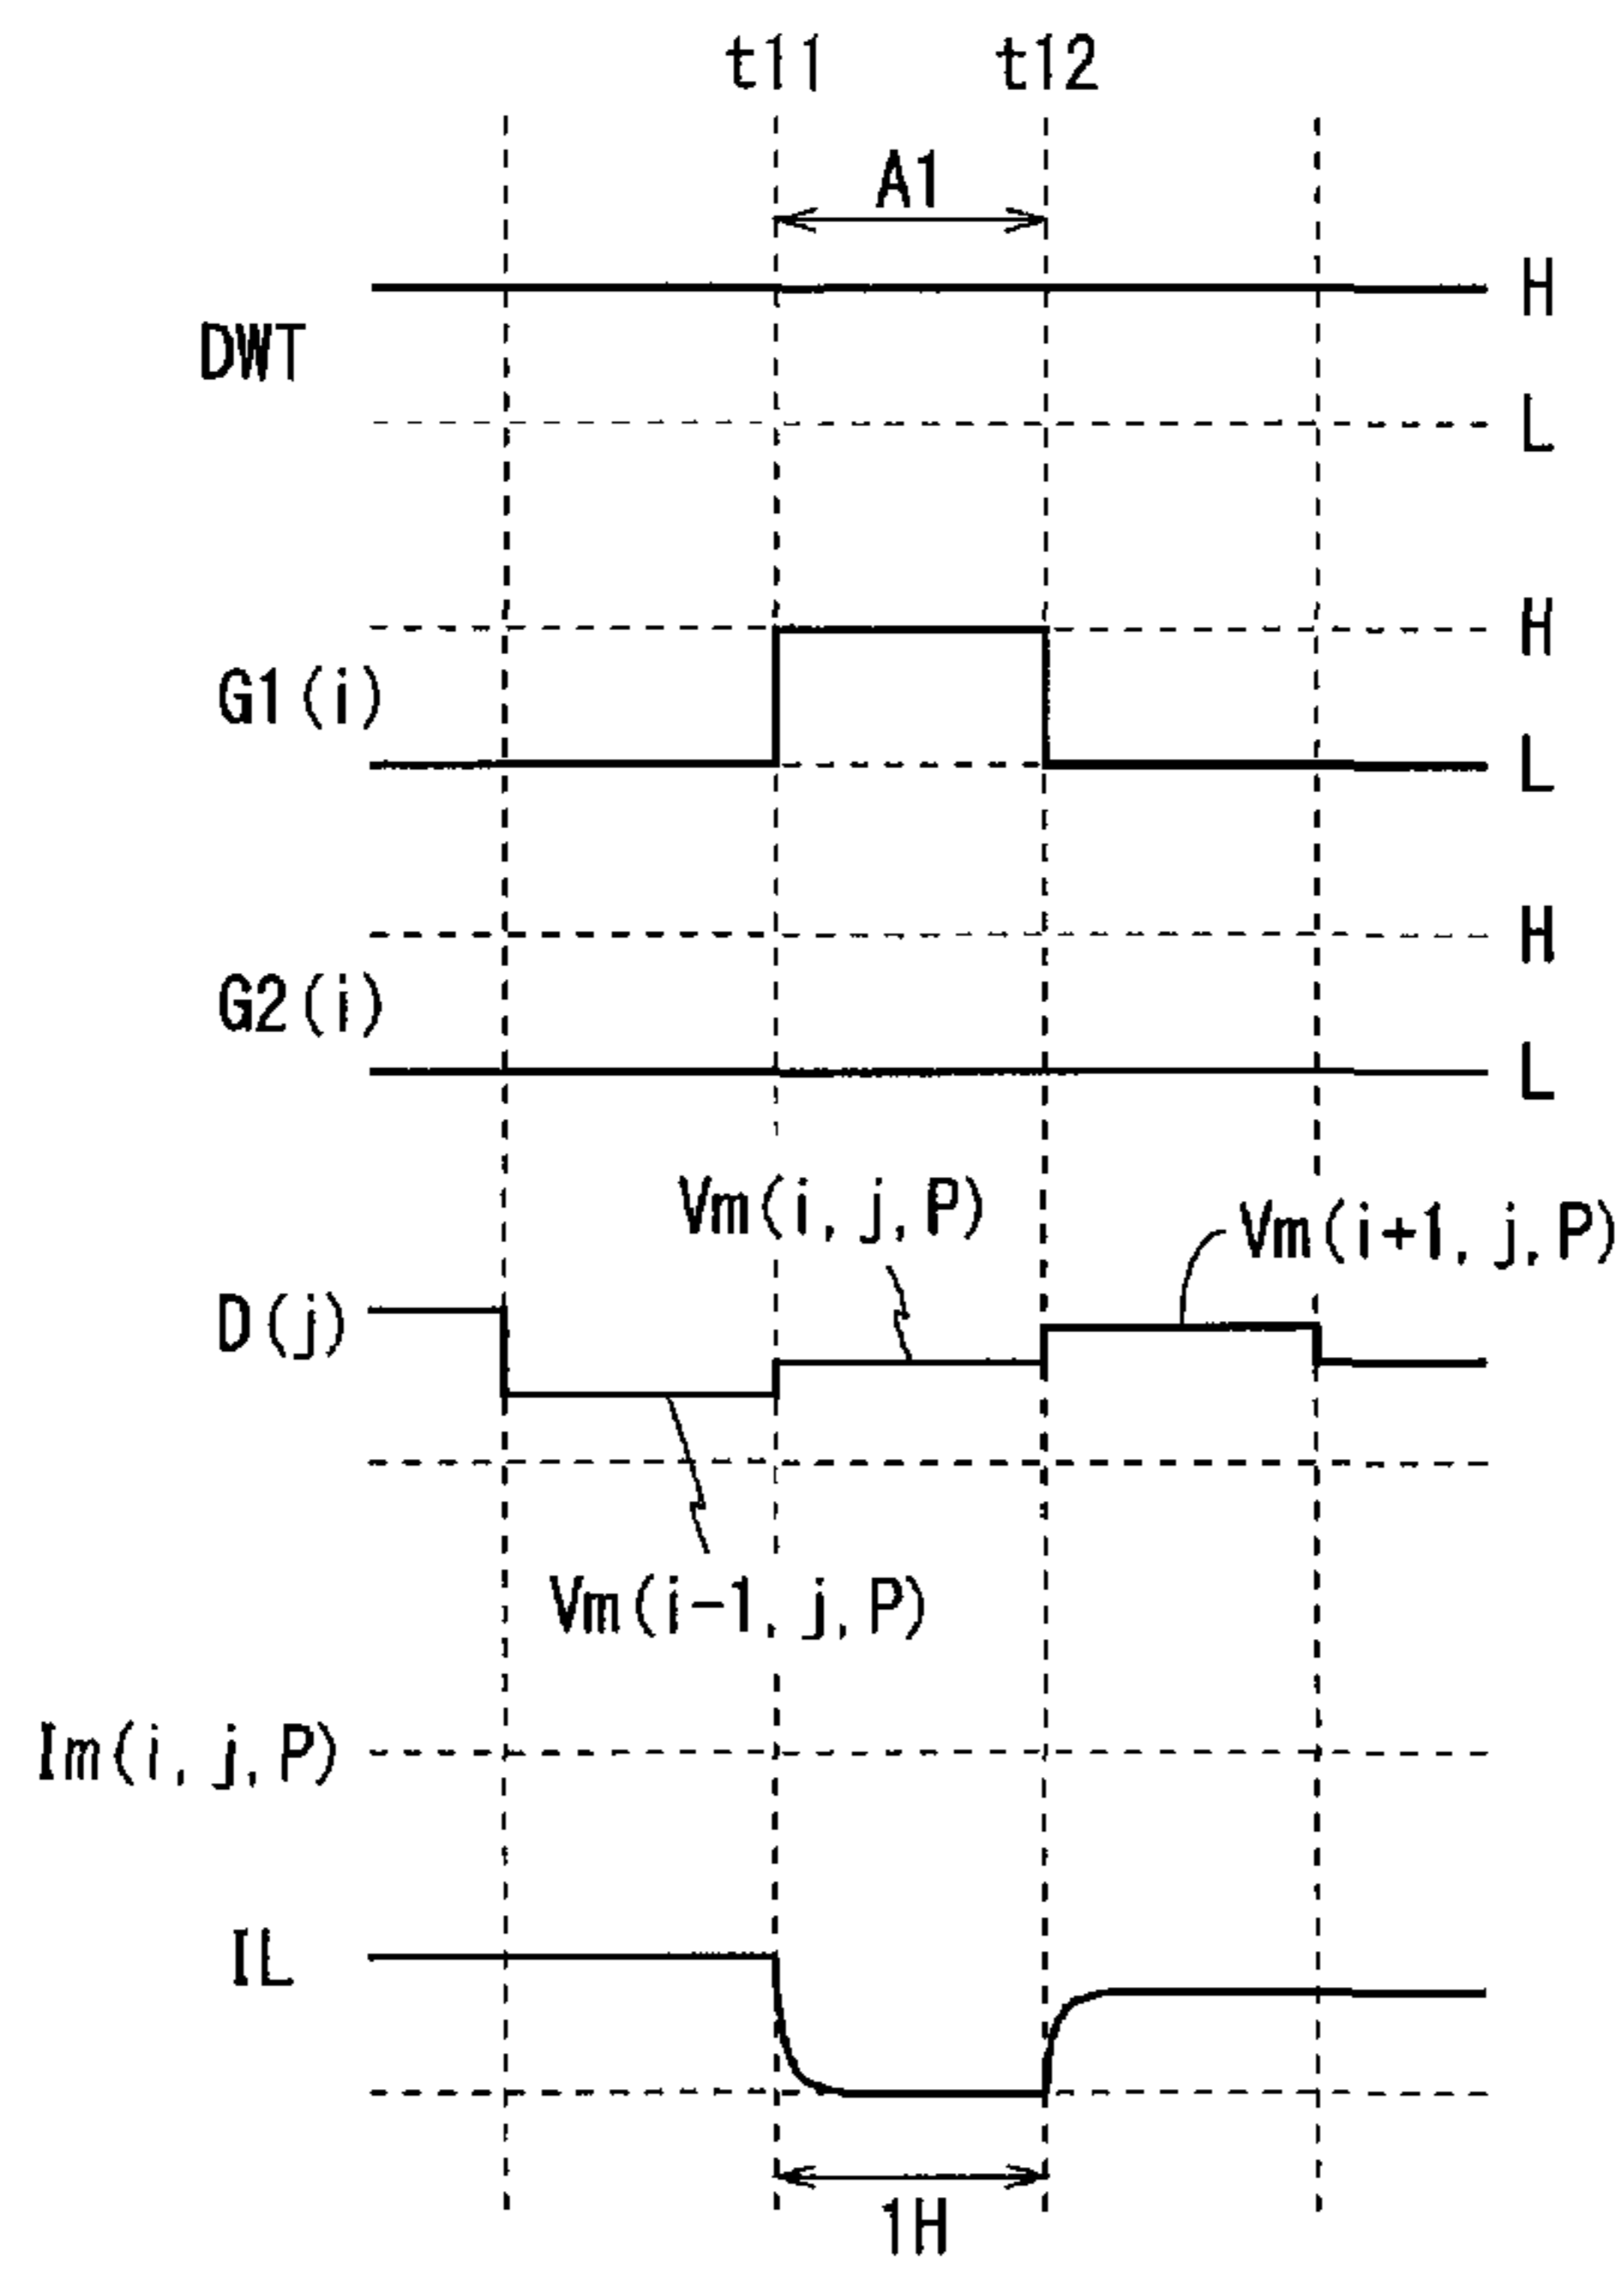 t11 t12
A1
H
DWT
L
H
G1(i)
L
H
G2(i)
L
Vm(i, j, P)
Vm(i+1, j, P)
D(j)
Vm(i-1, j, P)
Im(i, j, P)
IL
1H